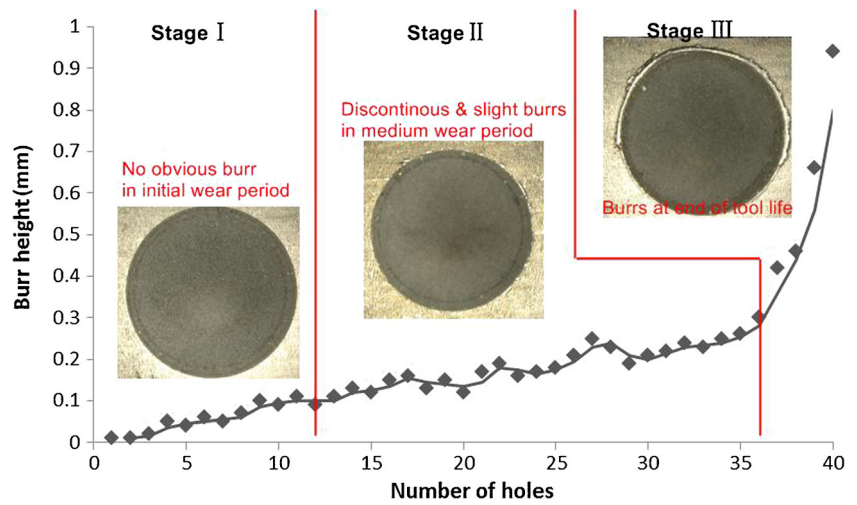 Stage Ⅰ
Stage Ⅱ
Stage Ⅲ
No obvious burr
in initial wear period
Discontinous & slight burrs
in medium wear period
Burrs at end of tool life
Burr height (mm)
1
0.9
0.8
0.7
0.6
0.5
0.4
0.3
0.2
0.1
0
0
5
10
15
20
25
30
35
40
Number of holes